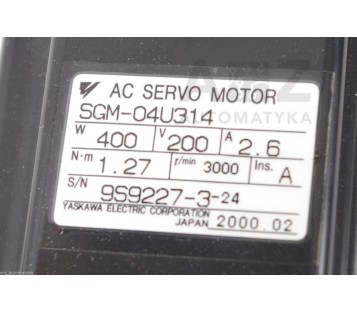 AC SERVO MOTOR
SGM-04U314
W 400 V 200 A 2.6
N·m 1.27 r/min 3000 Ins. A
S/N 9S9227-3-24
YASKAWA ELECTRIC CORPORATION
JAPAN 2000.02